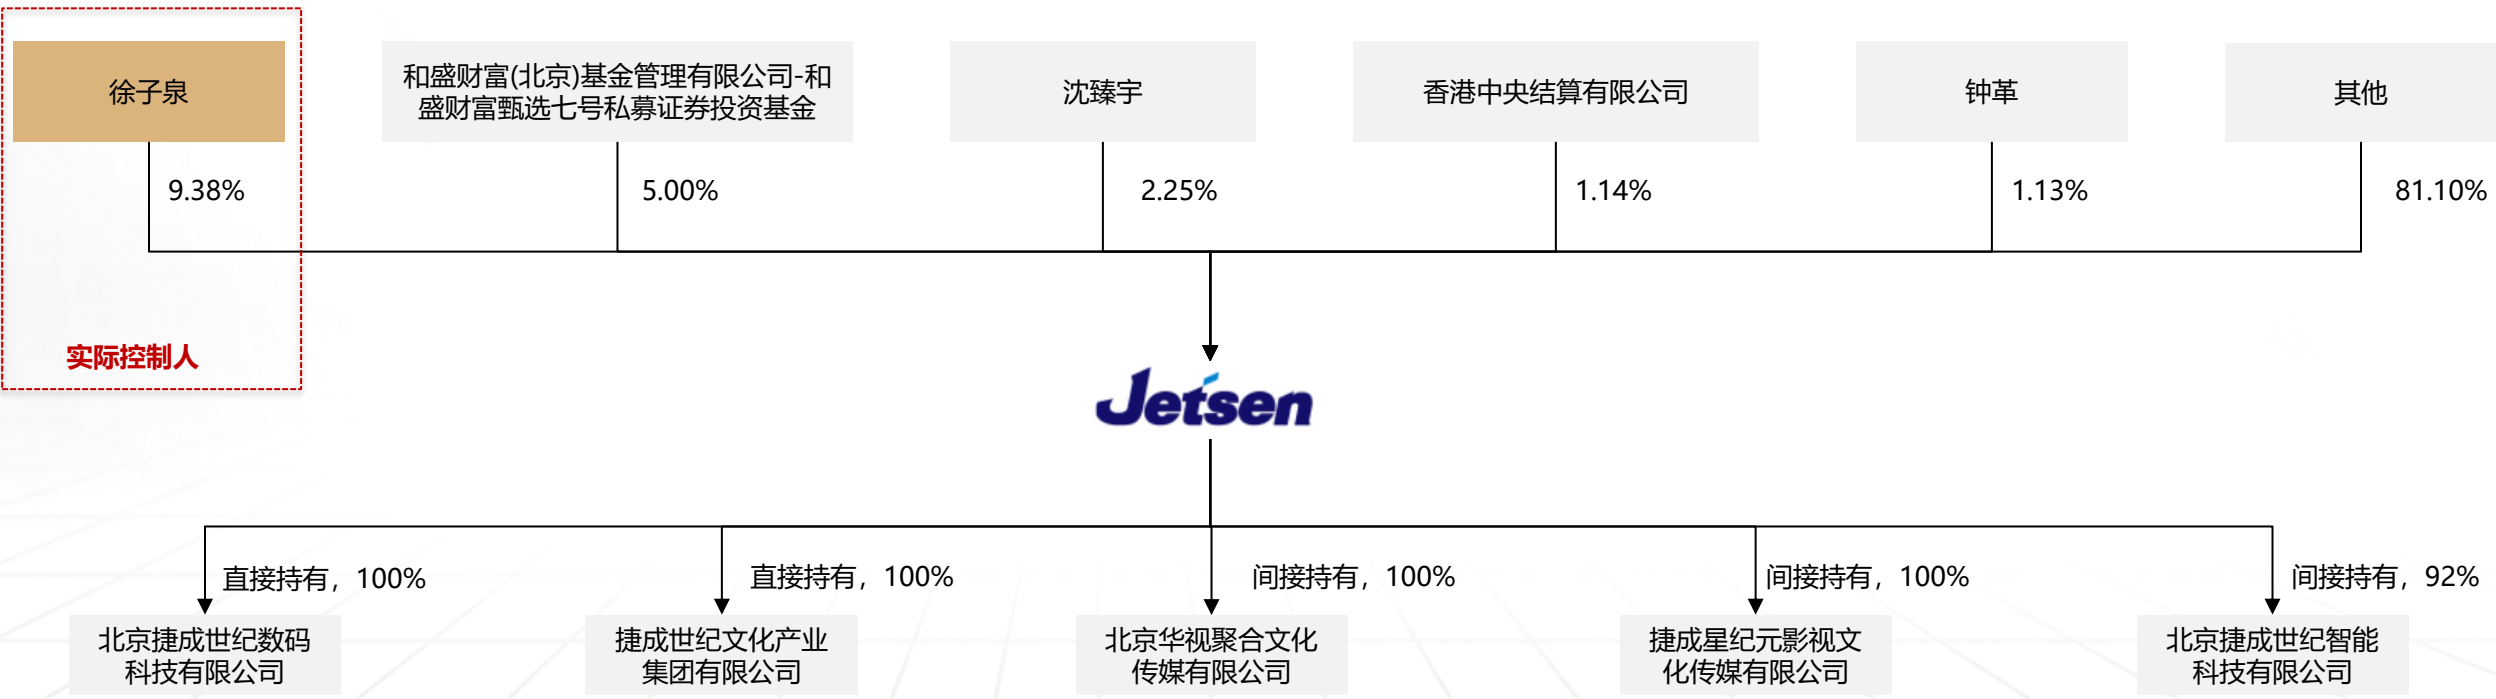 徐子泉
和盛财富(北京)基金管理有限公司-和
盛财富甄选七号私募证券投资基金
沈臻宇
香港中央结算有限公司
钟革
其他
9.38%
5.00%
2.25%
1.14%
1.13%
81.10%
实际控制人
Jetsen
直接持有，100%
直接持有，100%
间接持有，100%
间接持有，100%
间接持有，92%
北京捷成世纪数码
科技有限公司
捷成世纪文化产业
集团有限公司
北京华视聚合文化
传媒有限公司
捷成星纪元影视文
化传媒有限公司
北京捷成世纪智能
科技有限公司